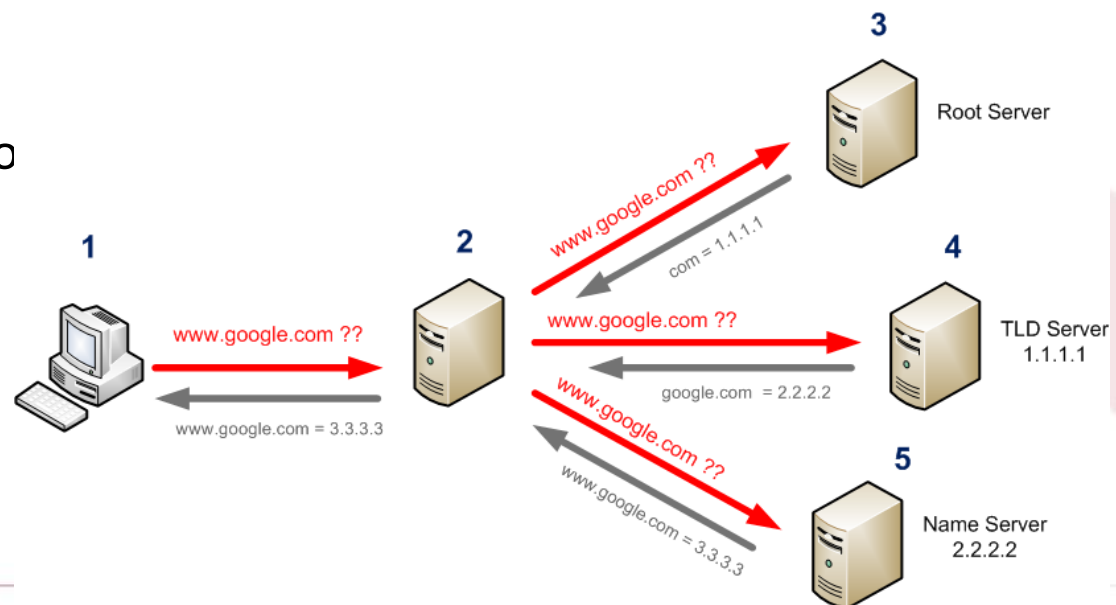 o
3
Root Server
www.google.com ??
com = 1.1.1.1
1
2
4
www.google.com ??
www.google.com = 3.3.3.3
www.google.com ??
google.com = 2.2.2.2
TLD Server
1.1.1.1
5
www.google.com ??
www.google.com = 3.3.3.3
Name Server
2.2.2.2